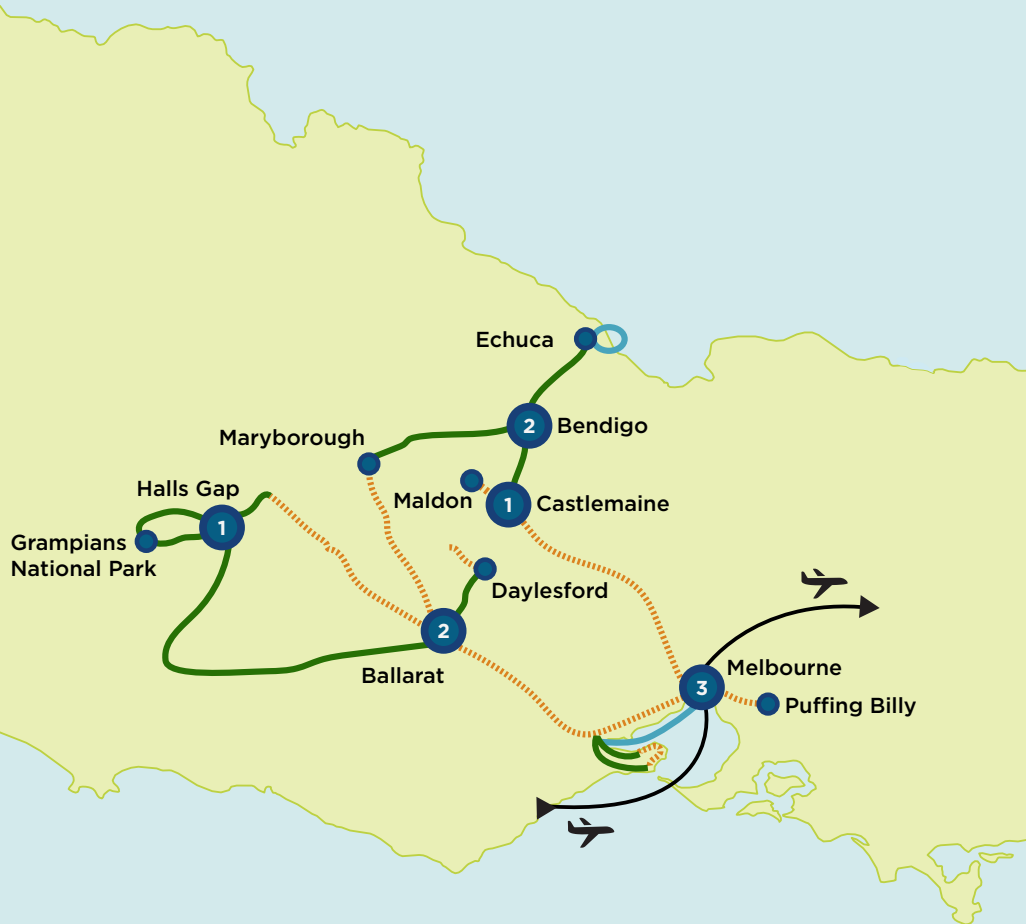 Echuca
2
Bendigo
Maryborough
Halls Gap
Maldon
1
Castlemaine
1
Grampians
National Park
Daylesford
2
Ballarat
Melbourne
3
Puffing Billy